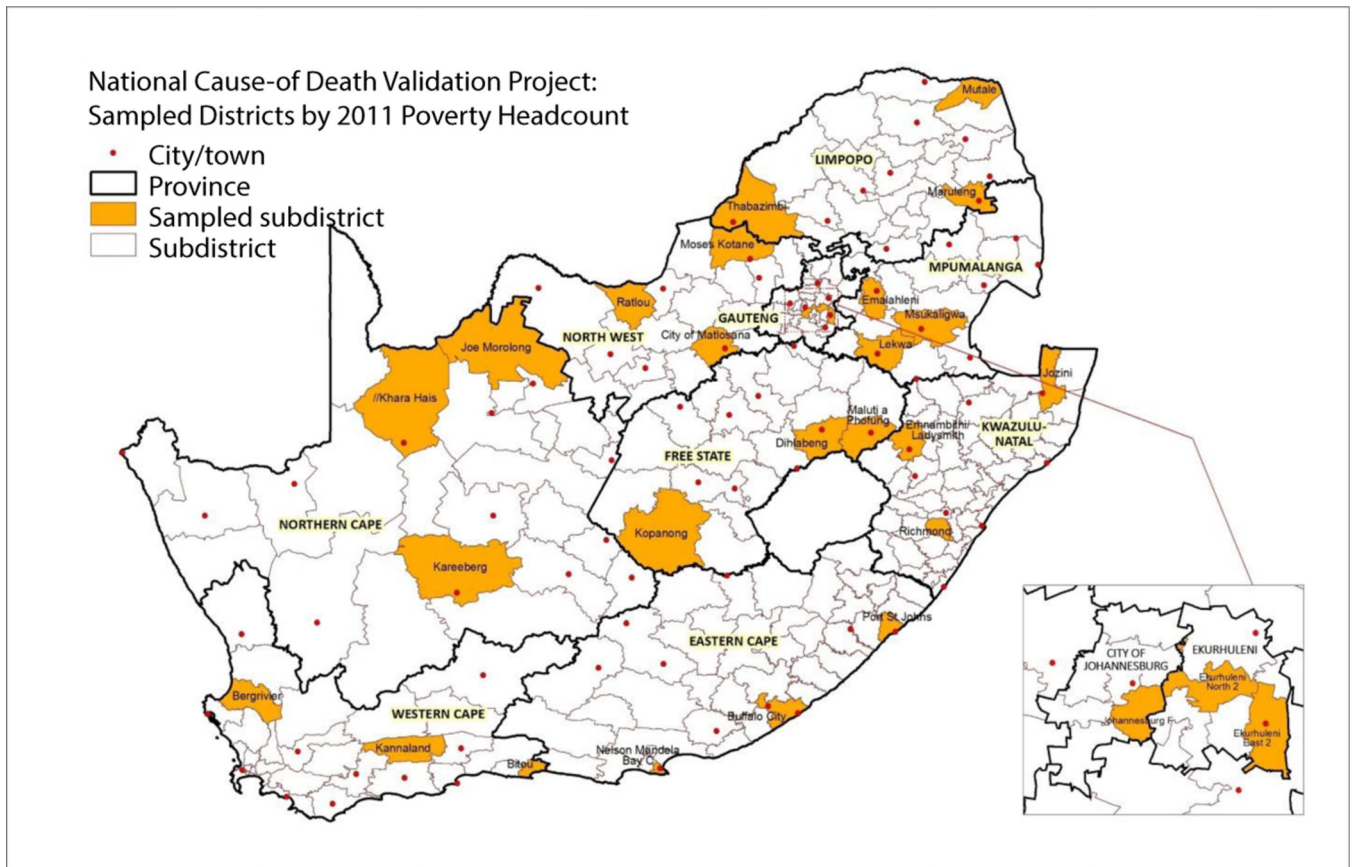 National Cause-of Death Validation Project:
Sampled Districts by 2011 Poverty Headcount
City/town
Province
Sampled subdistrict
Subdistrict
Mutale
LIMPOPO
Maruleng
Thabazimbi
Moses Kotane
MPUMALANGA
Emalahleni
Ratlou
Msukaligwa
GAUTENG
NORTH WEST
City of Matlosana
Lekwa
Joe Morolong
Jozini
//Khara Hais
Maluti a
Phofung
Emnambithi/
Ladysmith
KWAZULU-
NATAL
Dihlabeng
FREE STATE
NORTHERN CAPE
Kopanong
Richmond
Kareeberg
Port St Johns
EASTERN CAPE
Bergrivier
WESTERN CAPE
Buffalo City
Kannaland
Nelson Mandela
Bay C
Bitou
CITY OF
JOHANNESBURG
EKURHULENI
Ekurhuleni
North 2
Johannesburg F
Ekurhuleni
East 2